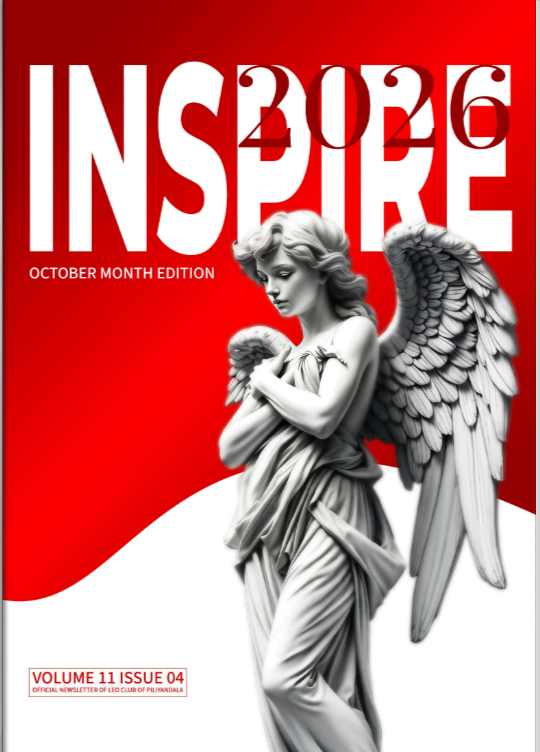 2026
INSPIRE
OCTOBER MONTH EDITION
VOLUME 11 ISSUE 04
OFFICIAL NEWSLETTER OF LEO CLUB OF PILIYANDALA